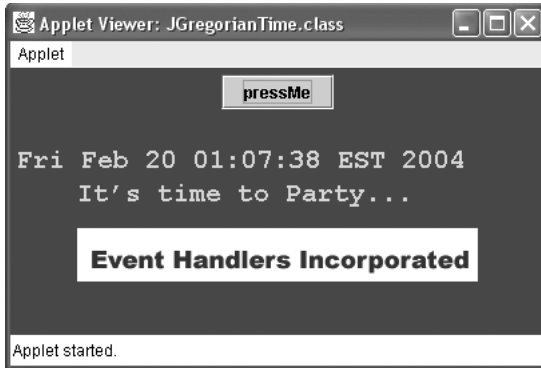 Applet Viewer: JGregorianTime.class
Applet
pressMe
Fri Feb 20 01:07:38 EST 2004
It's time to Party...
Event Handlers Incorporated
Applet started.